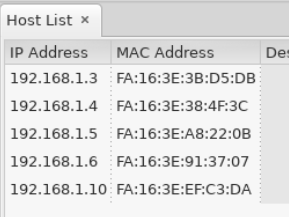 Host List ×
IP Address MAC Address Des
192.168.1.3 FA:16:3E:3B:D5:DB
192.168.1.4 FA:16:3E:38:4F:3C
192.168.1.5 FA:16:3E:A8:22:0B
192.168.1.6 FA:16:3E:91:37:07
192.168.1.10 FA:16:3E:EF:C3:DA